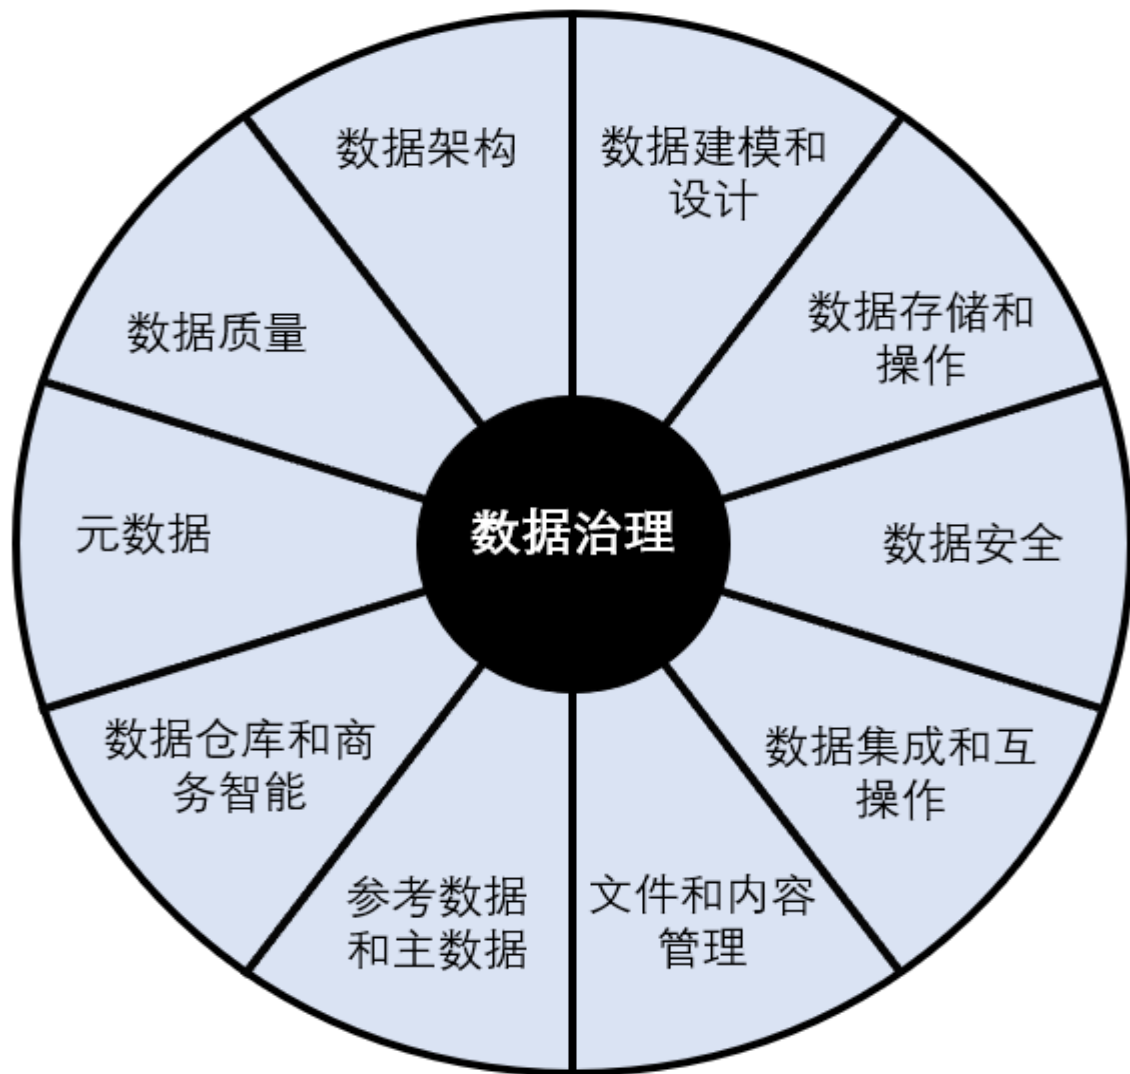 数据架构
数据建模和
设计
数据存储和
操作
数据安全
数据集成和互
操作
文件和内容
管理
参考数据
和主数据
数据仓库和商
务智能
元数据
数据质量
数据治理